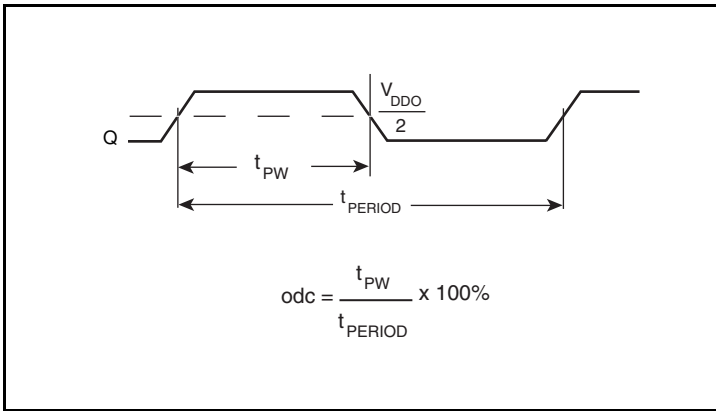 V_DDO
2
Q
t_PW
t_PERIOD
odc = t_PW / t_PERIOD x 100%